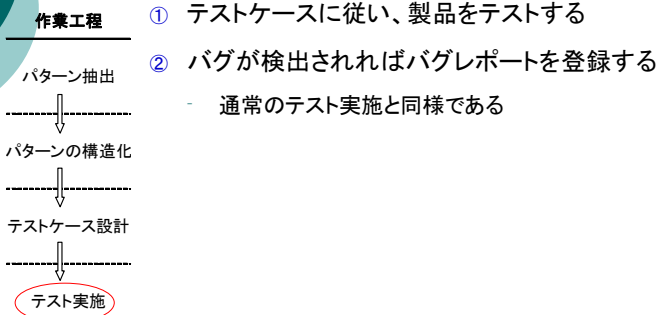 作業工程
パターン抽出
パターンの構造化
テストケース設計
テスト実施
① テストケースに従い、製品をテストする
② バグが検出されればバグレポートを登録する
- 通常のテスト実施と同様である